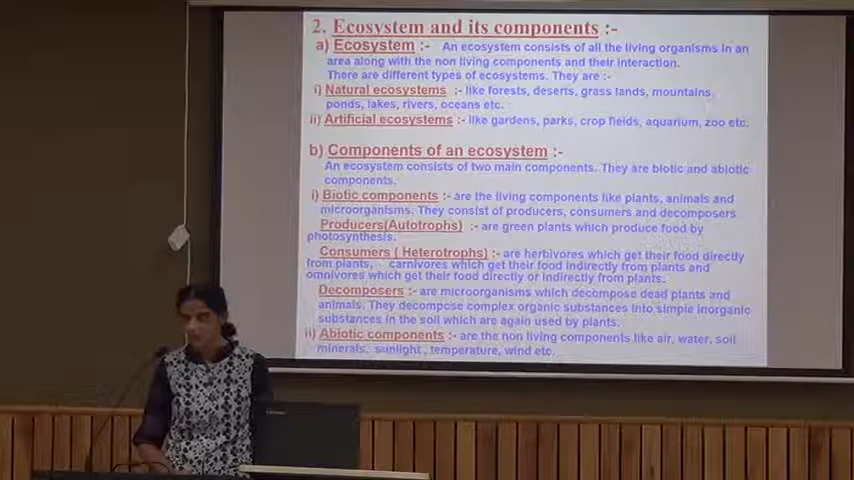 2. Ecosystem and its components :-
a) Ecosystem :- An ecosystem consists of all the living organisms in an
area along with the non living components and their interaction.
There are different types of ecosystems. They are :-
i) Natural ecosystems :- like forests, deserts, grass lands, mountains,
ponds, lakes, rivers, oceans etc.
ii) Artificial ecosystems :- like gardens, parks, crop fields, aquarium, zoo etc.
b) Components of an ecosystem :-
An ecosystem consists of two main components. They are biotic and abiotic
components.
i) Biotic components :- are the living components like plants, animals and
microorganisms. They consist of producers, consumers and decomposers
Producers(Autotrophs) :- are green plants which produce food by
photosynthesis.
Consumers ( Heterotrophs) :- are herbivores which get their food directly
from plants, carnivores which get their food indirectly from plants and
omnivores which get their food directly or indirectly from plants.
Decomposers :- are microorganisms which decompose dead plants and
animals. They decompose complex organic substances into simple inorganic
substances in the soil which are again used by plants.
ii) Abiotic components :- are the non living components like air, water, soil
minerals, sunlight , temperature, wind etc.